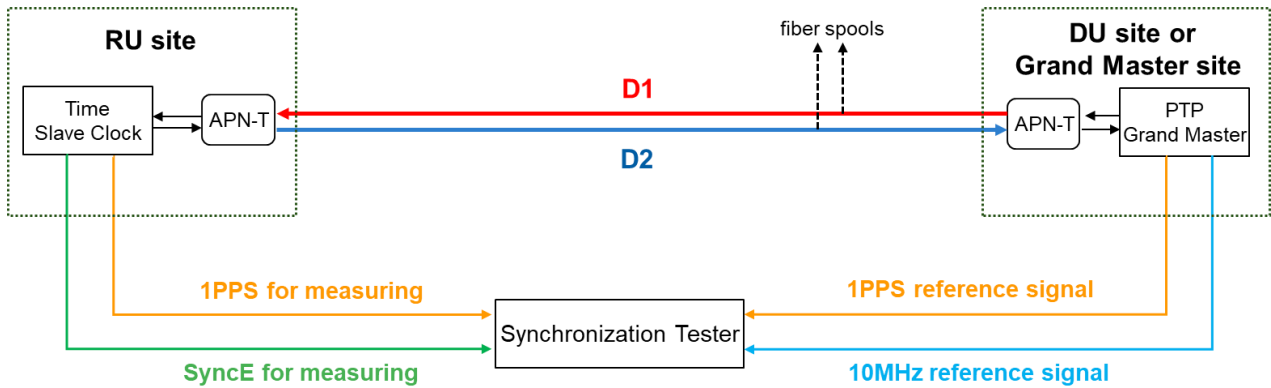 RU site
fiber spools
DU site or
Grand Master site
Time
Slave Clock
APN-T
D1
D2
APN-T
PTP
Grand Master
1PPS for measuring
1PPS reference signal
Synchronization Tester
SyncE for measuring
10MHz reference signal